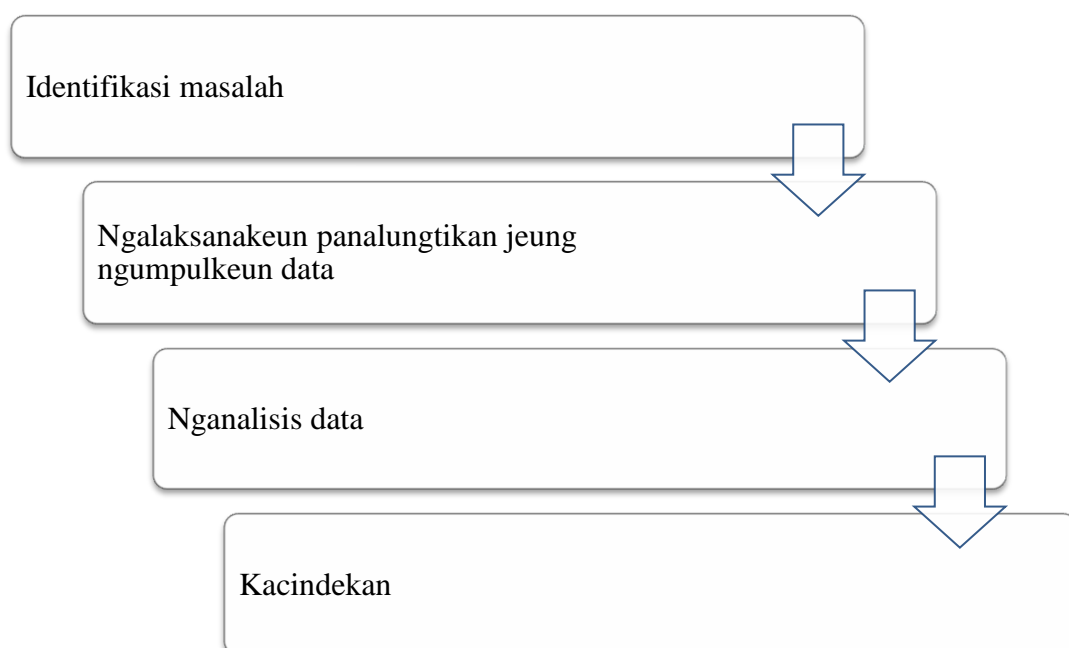 Identifikasi masalah
Ngalaksanakeun panalungtikan jeung
ngumpulkeun data
Nganalisis data
Kacindekan